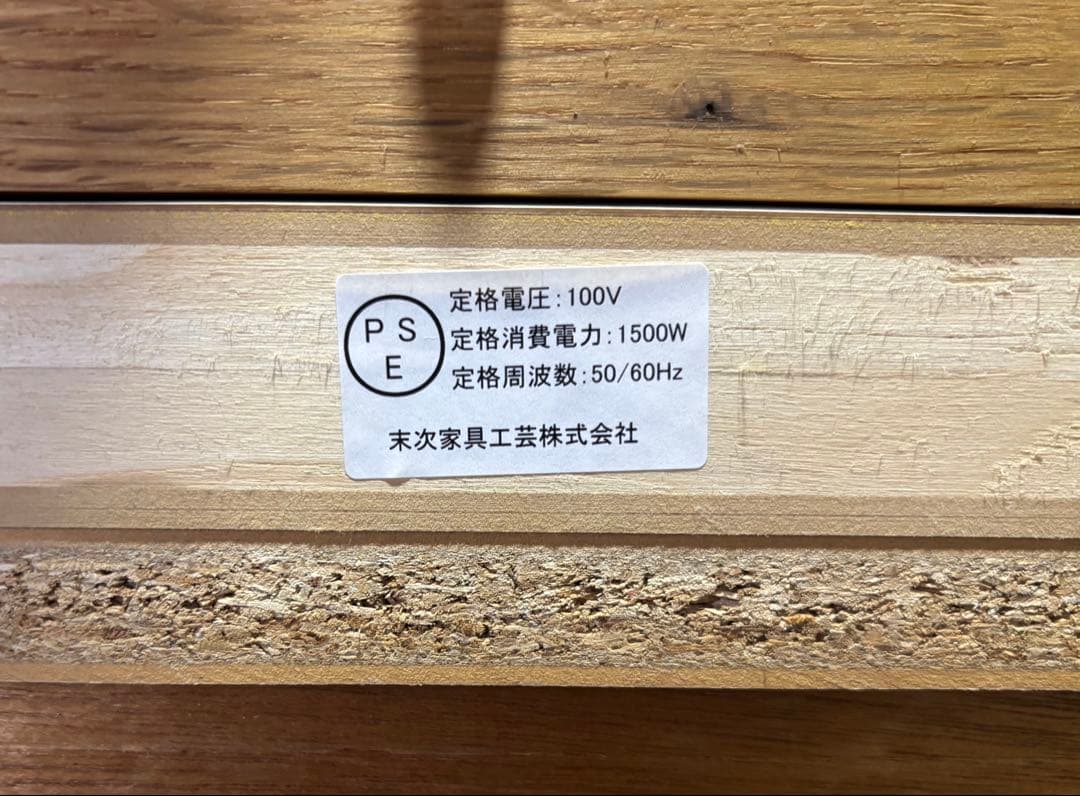 PS
E
定格電圧:100V
定格消費電力:1500W
定格周波数:50/60Hz
末次家具工芸株式会社